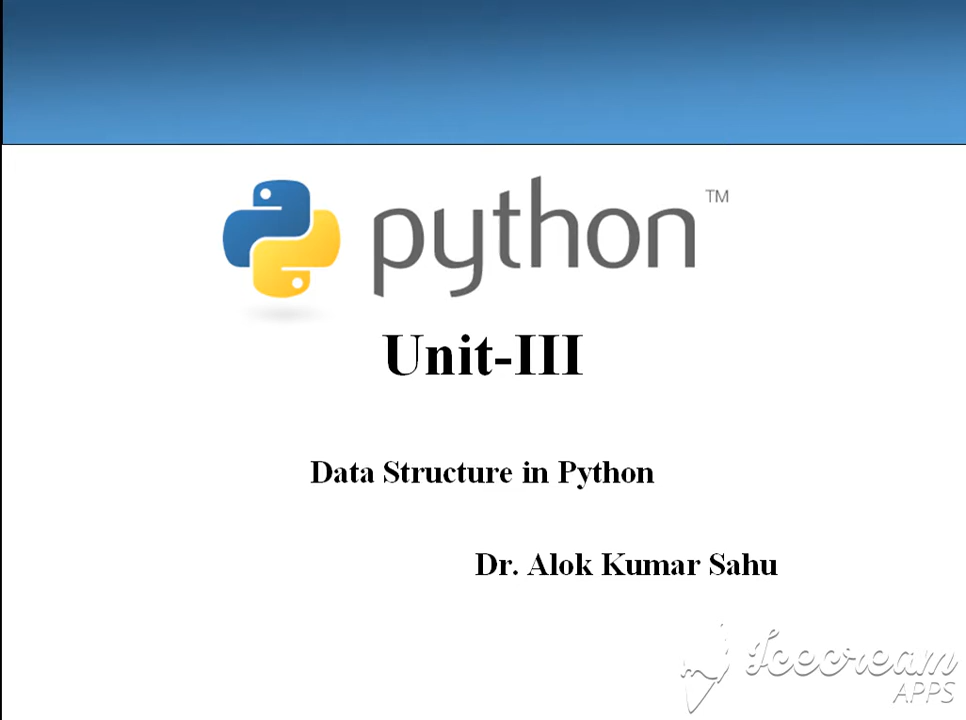 python™
Unit-III
Data Structure in Python
Dr. Alok Kumar Sahu
Icecream
APPS